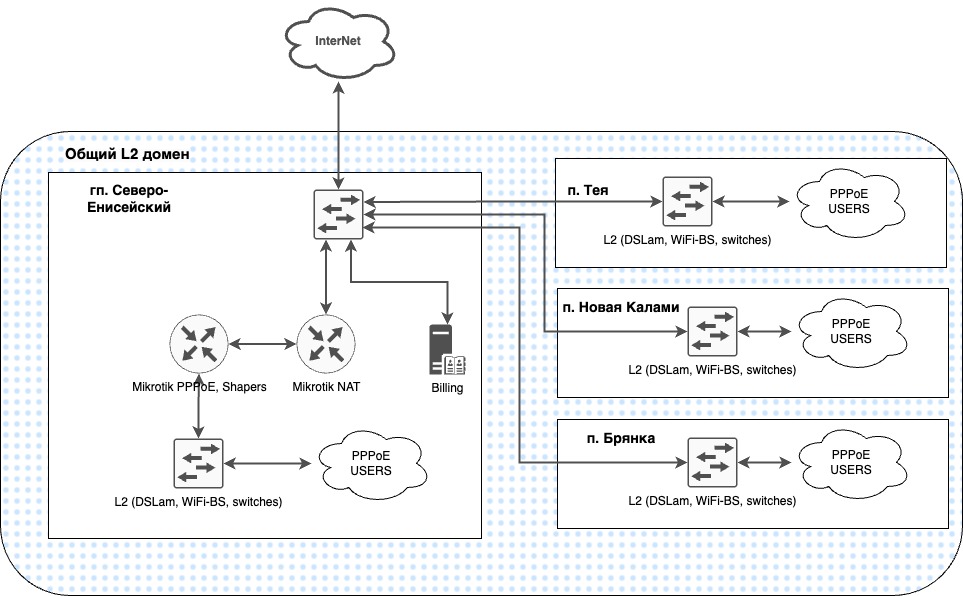 InterNet
Общий L2 домен
гп. Северо-
Енисейский
п. Тея
PPPoE
USERS
L2 (DSLam, WiFi-BS, switches)
п. Новая Калами
PPPoE
USERS
L2 (DSLam, WiFi-BS, switches)
Mikrotik PPPoE, Shapers
Mikrotik NAT
Billing
п. Брянка
PPPoE
USERS
L2 (DSLam, WiFi-BS, switches)
PPPoE
USERS
L2 (DSLam, WiFi-BS, switches)